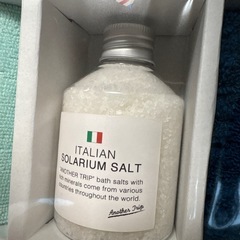 ITALIAN
SOLARIUM SALT
ANOTHER TRIP® bath salts with
rich minerals come from various
countries throughout the world.
Another Trip